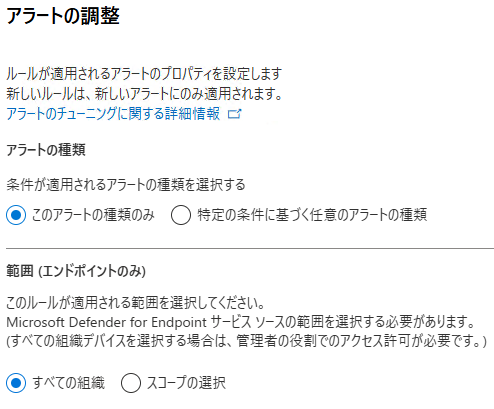 アラートの調整
ルールが適用されるアラートのプロパティを設定します
新しいルールは、新しいアラートにのみ適用されます。
アラートのチューニングに関する詳細情報
アラートの種類
条件が適用されるアラートの種類を選択する
このアラートの種類のみ 特定の条件に基づく任意のアラートの種類
範囲 (エンドポイントのみ)
このルールが適用される範囲を選択してください。
Microsoft Defender for Endpoint サービス ソースの範囲を選択する必要があります。
(すべての組織デバイスを選択する場合は、管理者の役割でのアクセス許可が必要です。)
すべての組織 スコープの選択